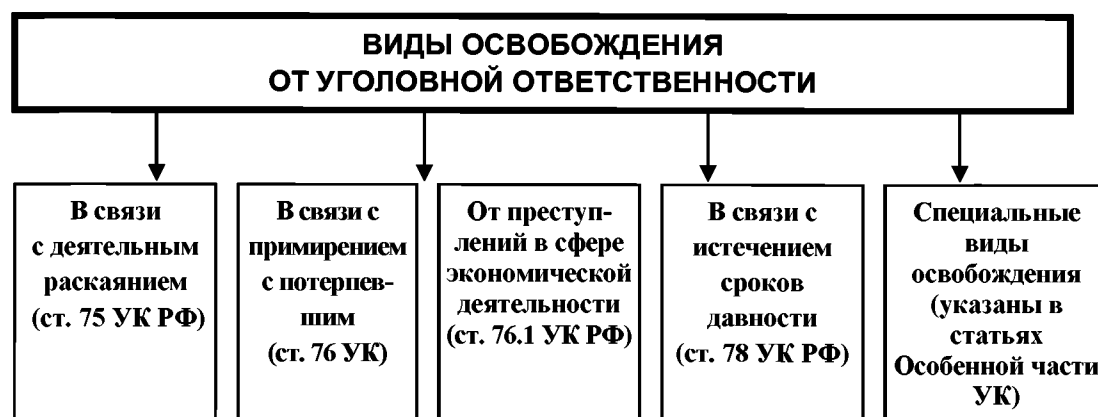 ВИДЫ ОСВОБОЖДЕНИЯ
ОТ УГОЛОВНОЙ ОТВЕТСТВЕННОСТИ
В связи
с деятельным
раскаянием
(ст. 75 УК РФ)
В связи с
примирением
с потерпев-
шим
(ст. 76 УК)
От преступ-
лений в сфере
экономической
деятельности
(ст. 76.1 УК РФ)
В связи с
истечением
сроков
давности
(ст. 78 УК РФ)
Специальные
виды
освобождения
(указаны в
статьях
Особенной части
УК)